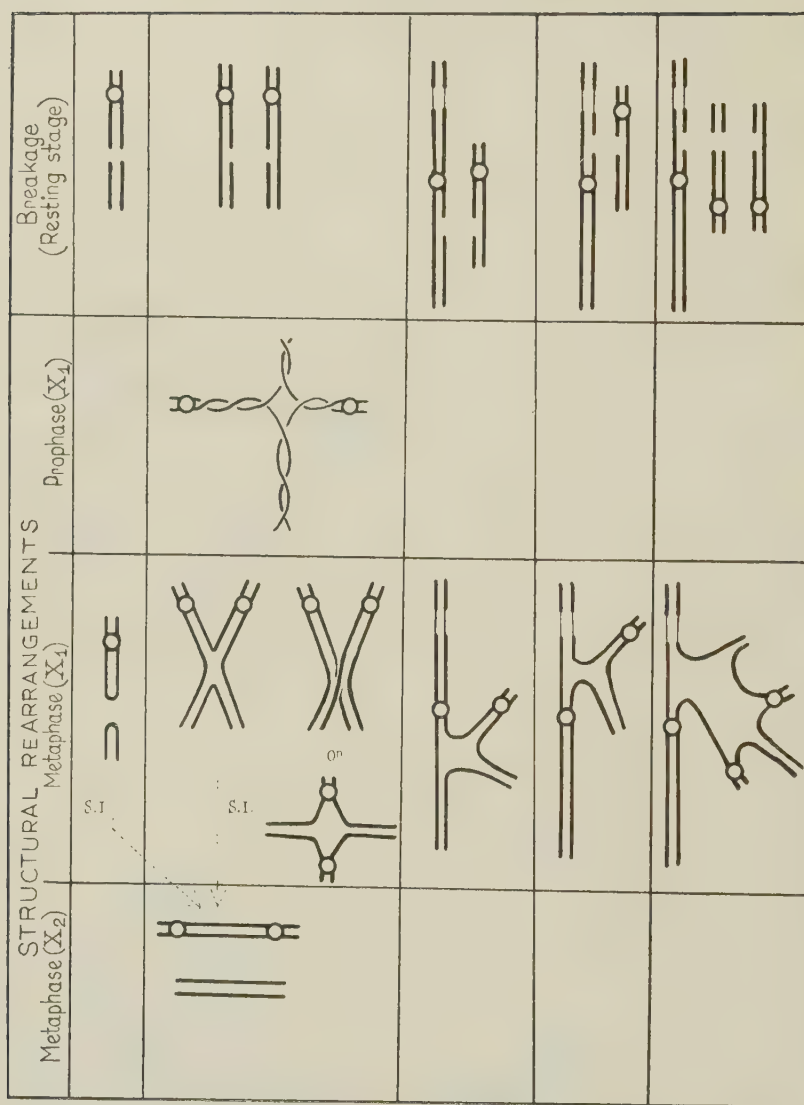 STRUCTURAL REARRANGEMENTS
Breakage
(Resting stage)
Prophase (X₁)
Metaphase (X₁)
Metaphase (X₂)
S.I
S.I.
or